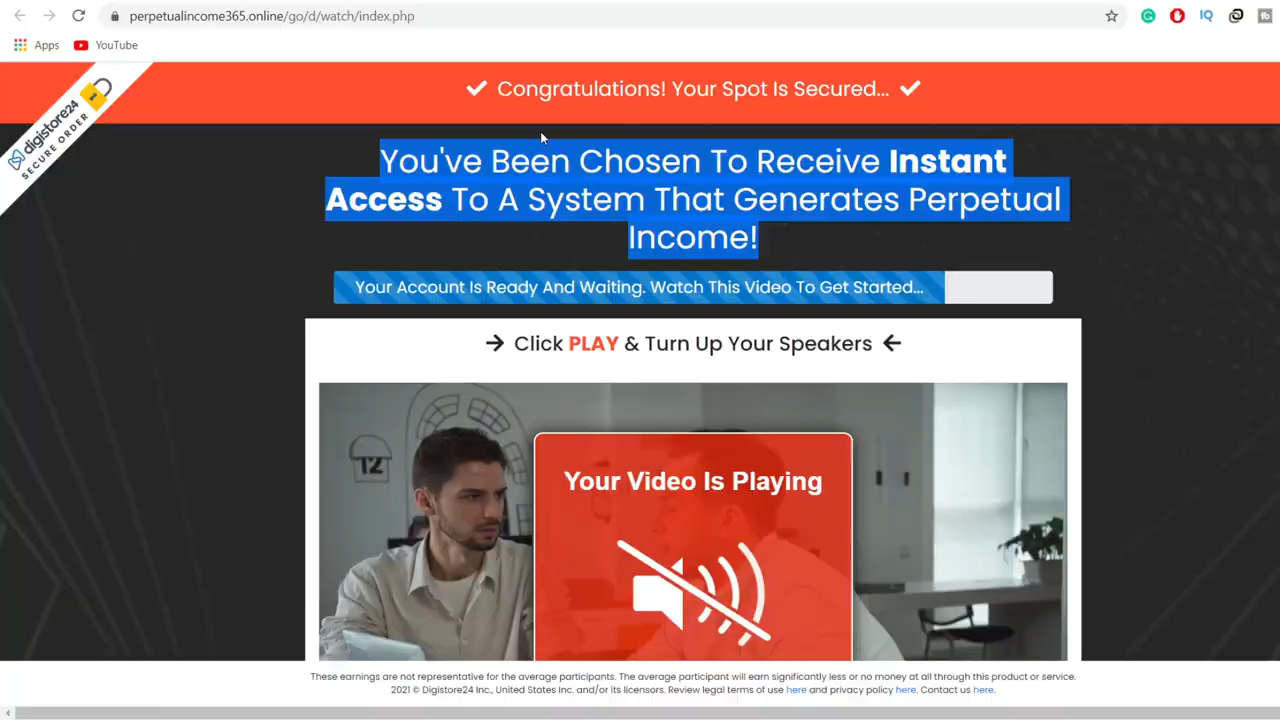 perpetualincome365.online/go/d/watch/index.php
Apps YouTube
digistore24
SECURE ORDER
Congratulations! Your Spot Is Secured...
You've Been Chosen To Receive Instant
Access To A System That Generates Perpetual
Income!
Your Account Is Ready And Waiting. Watch This Video To Get Started...
Click PLAY & Turn Up Your Speakers
12
Your Video Is Playing
These earnings are not representative for the average participants. The average participant will earn significantly less or no money at all through this product or service.
2021 © Digistore24 Inc., United States Inc. and/or its licensors. Review legal terms of use here and privacy policy here. Contact us here.